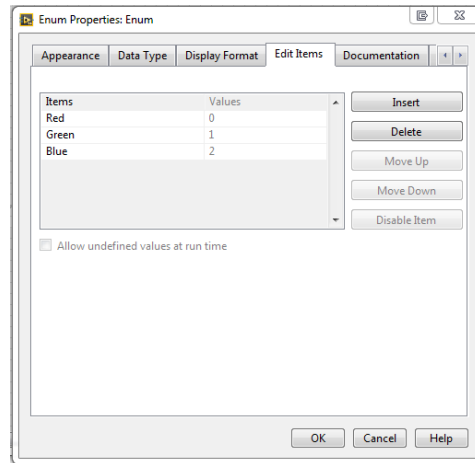 Enum Properties: Enum
Appearance Data Type Display Format Edit Items Documentation
Items Values Insert
Red 0
Green 1 Delete
Blue 2
Move Up
Move Down
Disable Item
Allow undefined values at run time
OK Cancel Help